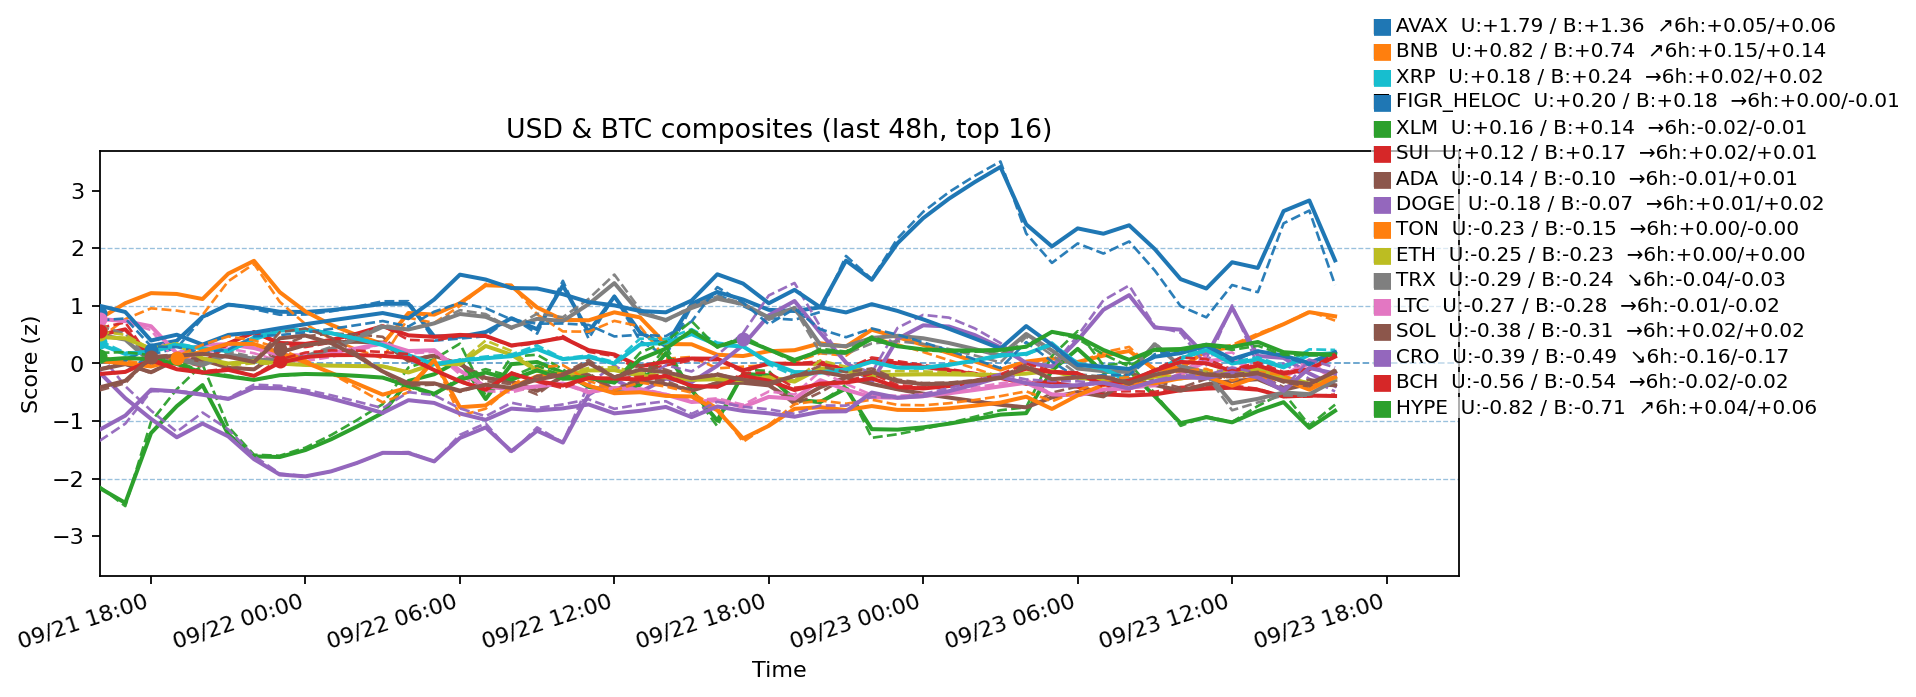 AVAX U:+1.79 / B:+1.36 ↗6h:+0.05/+0.06
BNB U:+0.82 / B:+0.74 ↗6h:+0.15/+0.14
XRP U:+0.18 / B:+0.24 →6h:+0.02/+0.02
FIGR_HELOC U:+0.20 / B:+0.18 →6h:+0.00/-0.01
XLM U:+0.16 / B:+0.14 →6h:-0.02/-0.01
SUI U:+0.12 / B:+0.17 →6h:+0.02/+0.01
ADA U:-0.14 / B:-0.10 →6h:-0.01/+0.01
DOGE U:-0.18 / B:-0.07 →6h:+0.01/+0.02
TON U:-0.23 / B:-0.15 →6h:+0.00/-0.00
ETH U:-0.25 / B:-0.23 →6h:+0.00/+0.00
TRX U:-0.29 / B:-0.24 ↘6h:-0.04/-0.03
LTC U:-0.27 / B:-0.28 →6h:-0.01/-0.02
SOL U:-0.38 / B:-0.31 →6h:+0.02/+0.02
CRO U:-0.39 / B:-0.49 ↘6h:-0.16/-0.17
BCH U:-0.56 / B:-0.54 →6h:-0.02/-0.02
HYPE U:-0.82 / B:-0.71 ↗6h:+0.04/+0.06
USD & BTC composites (last 48h, top 16)
Score (z)
3
2
1
0
−1
−2
−3
09/21 18:00
09/22 00:00
09/22 06:00
09/22 12:00
09/22 18:00
09/23 00:00
09/23 06:00
09/23 12:00
09/23 18:00
Time